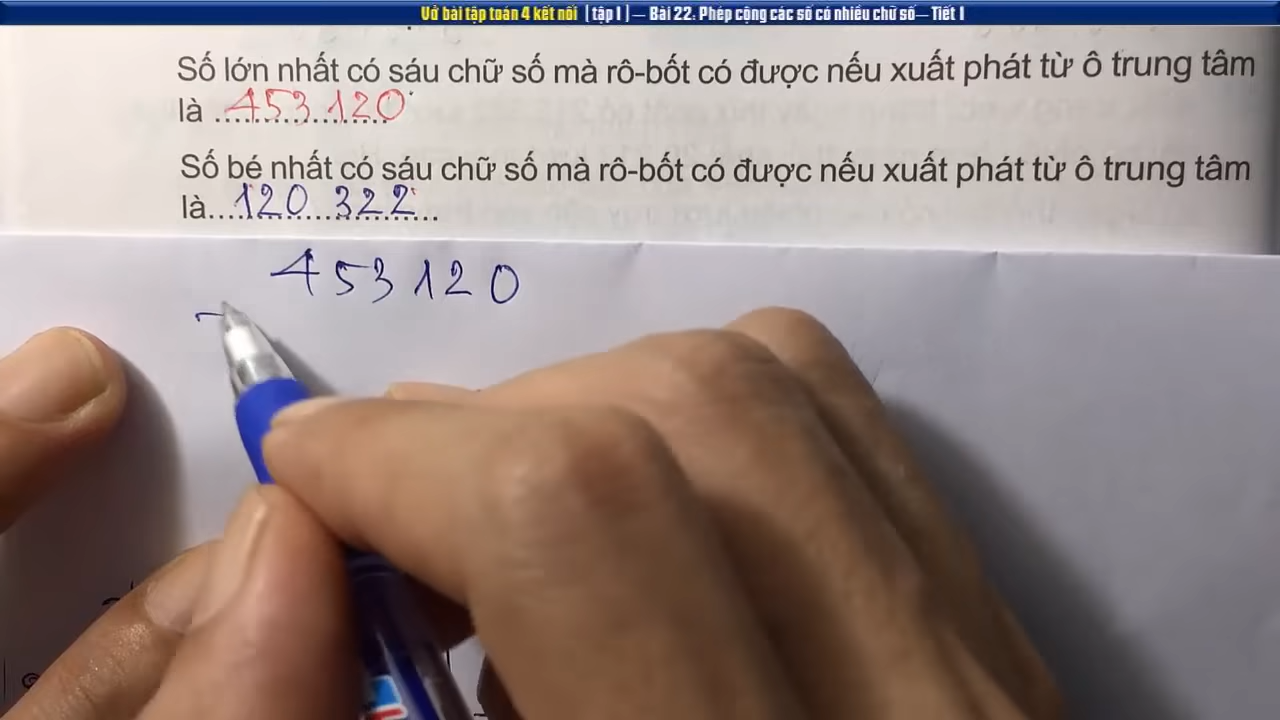 Vở bài tập toán 4 kết nối (tập 1) – Bài 22: Phép cộng các số có nhiều chữ số– Tiết 1
Số lớn nhất có sáu chữ số mà rô-bốt có được nếu xuất phát từ ô trung tâm
là 453 120
Số bé nhất có sáu chữ số mà rô-bốt có được nếu xuất phát từ ô trung tâm
là.. 120 322
453120